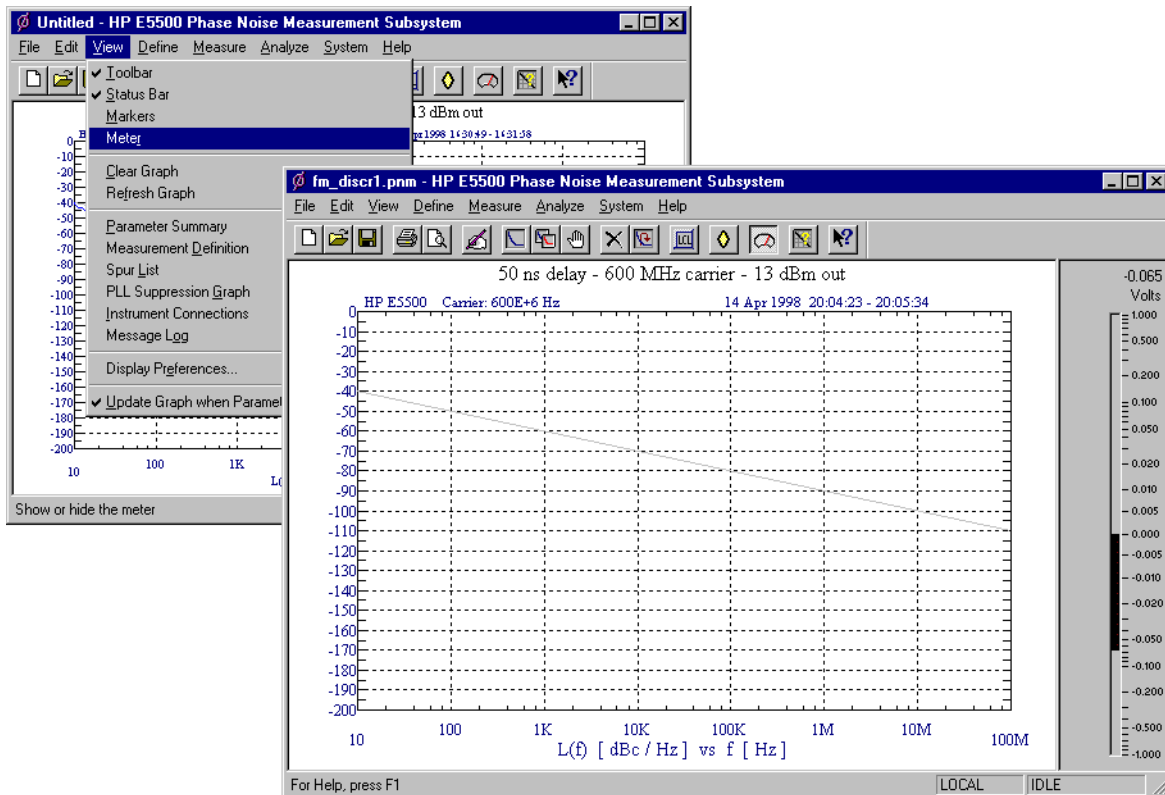 Untitled - HP E5500 Phase Noise Measurement Subsystem
File Edit View Define Measure Analyze System Help
Toolbar
Status Bar
Markers
Meter
Clear Graph
Refresh Graph
Parameter Summary
Measurement Definition
Spur List
PLL Suppression Graph
Instrument Connections
Message Log
Display Preferences...
Update Graph when Paramet
13 dBm out
pr 1998 16:30:49 - 16:31:58
0
-10
-20
-30
-40
-50
-60
-70
-80
-90
-100
-110
-120
-130
-140
-150
-160
-170
-180
-190
-200
10 100 1K
L(
Show or hide the meter
fm_discr1.pnm - HP E5500 Phase Noise Measurement Subsystem
File Edit View Define Measure Analyze System Help
50 ns delay - 600 MHz carrier - 13 dBm out
HP E5500 Carrier: 600E+6 Hz 14 Apr 1998 20:04:23 - 20:05:34
0
-10
-20
-30
-40
-50
-60
-70
-80
-90
-100
-110
-120
-130
-140
-150
-160
-170
-180
-190
-200
10 100 1K 10K 100K 1M 10M 100M
L(f) [ dBc / Hz ] vs f [ Hz ]
-0.065
Volts
1.000
0.500
0.200
0.100
0.050
0.020
0.010
0.005
0.000
-0.005
-0.010
-0.020
-0.050
-0.100
-0.200
-0.500
-1.000
For Help, press F1
LOCAL IDLE